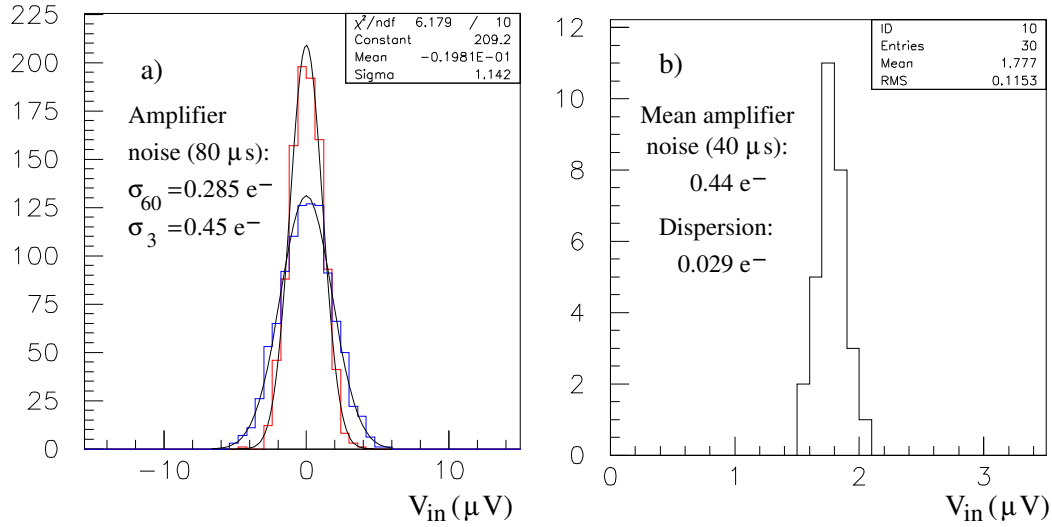 χ²/ndf 6.179 / 10
Constant 209.2
Mean -0.1981E-01
Sigma 1.142
a)
Amplifier
noise (80 μs):
σ60=0.285 e−
σ3=0.45 e−
225
200
175
150
125
100
75
50
25
0
−10 0 10
Vin (μV)
ID 10
Entries 30
Mean 1.777
RMS 0.1153
b)
Mean amplifier
noise (40 μs):
0.44 e−
Dispersion:
0.029 e−
12
10
8
6
4
2
0
0 1 2 3
Vin (μV)